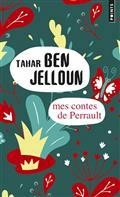 POINTS
TAHAR BEN
JELLOUN
mes contes
de Perrault